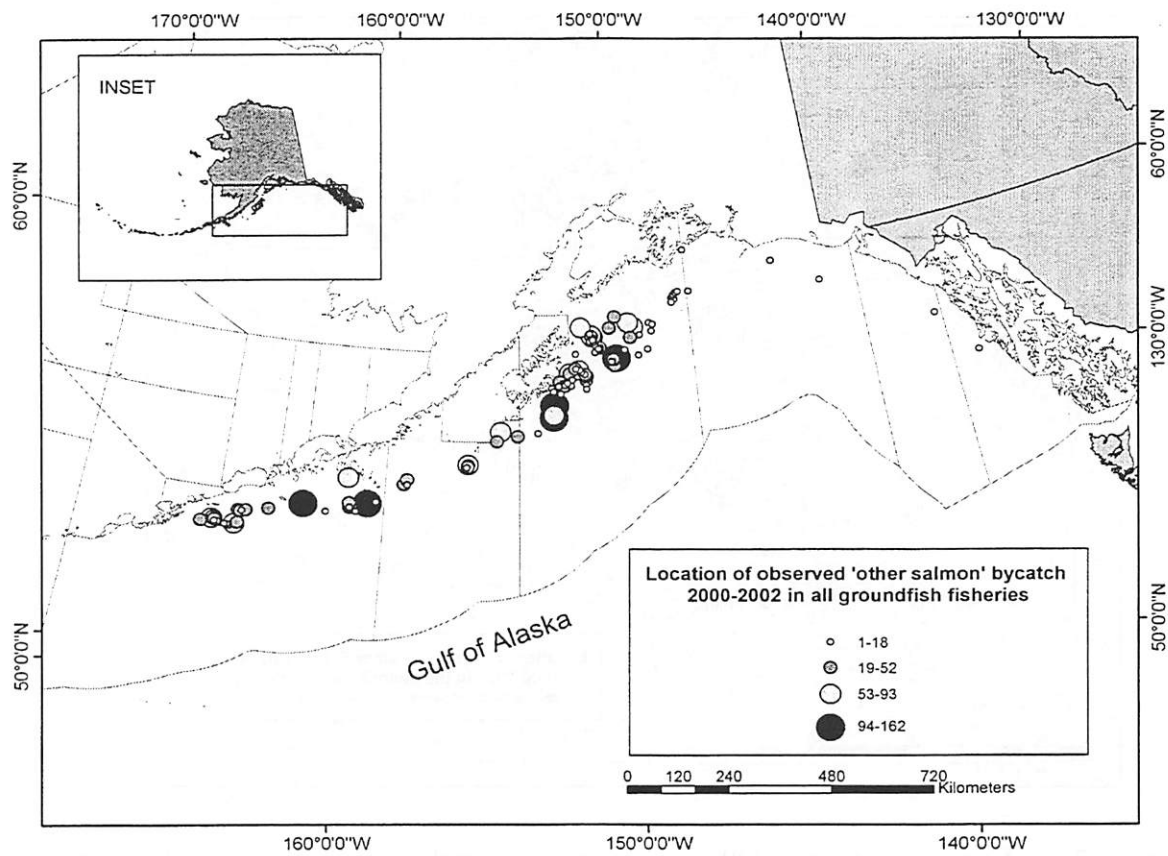 170°0'0"W 160°0'0"W 150°0'0"W 140°0'0"W 130°0'0"W
INSET
60°0'0"N
60°0'0"N
130°0'0"W
50°0'0"N
50°0'0"N
Gulf of Alaska
Location of observed 'other salmon' bycatch
2000-2002 in all groundfish fisheries
1-18
19-52
53-93
94-162
0 120 240 480 720
Kilometers
160°0'0"W 150°0'0"W 140°0'0"W